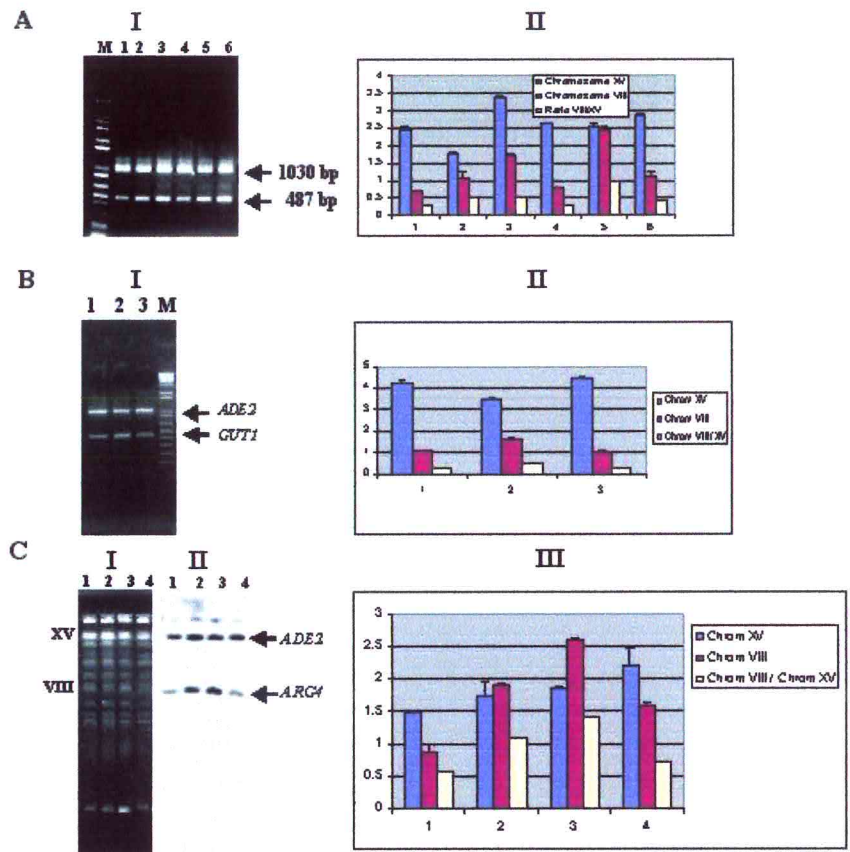 A
I
II
M 1 2 3 4 5 6
1030 bp
487 bp
4
3.5
3
2.5
2
1.5
1
0.5
0
Chromosome XV
Chromosome VIII
Ratio VIII/XV
1 2 3 4 5 6
B
I
II
1 2 3 M
ADE2
GUT1
5
4
3
2
1
0
Chrom XV
Chrom VIII
Chrom VIII/XV
1 2 3
C
I
II
III
1 2 3 4
1 2 3 4
XV
VIII
ADE2
ARG4
3
2.5
2
1.5
1
0.5
0
Chrom XV
Chrom VIII
Chrom VIII / Chrom XV
1 2 3 4